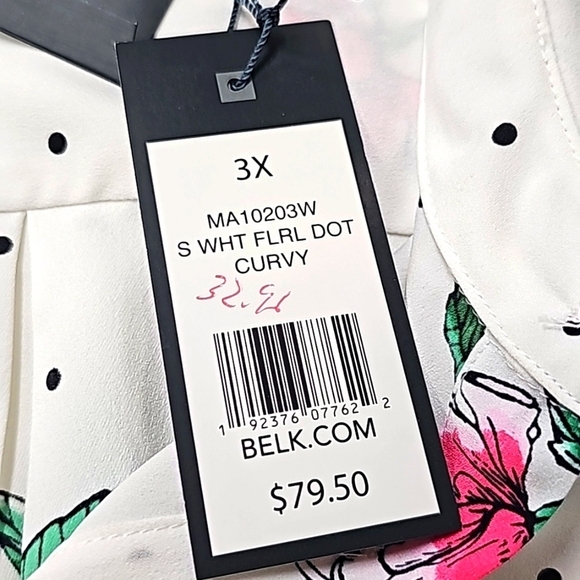 3X
MA10203W
S WHT FLRL DOT
CURVY
1 92376 07762 2
BELK.COM
$79.50